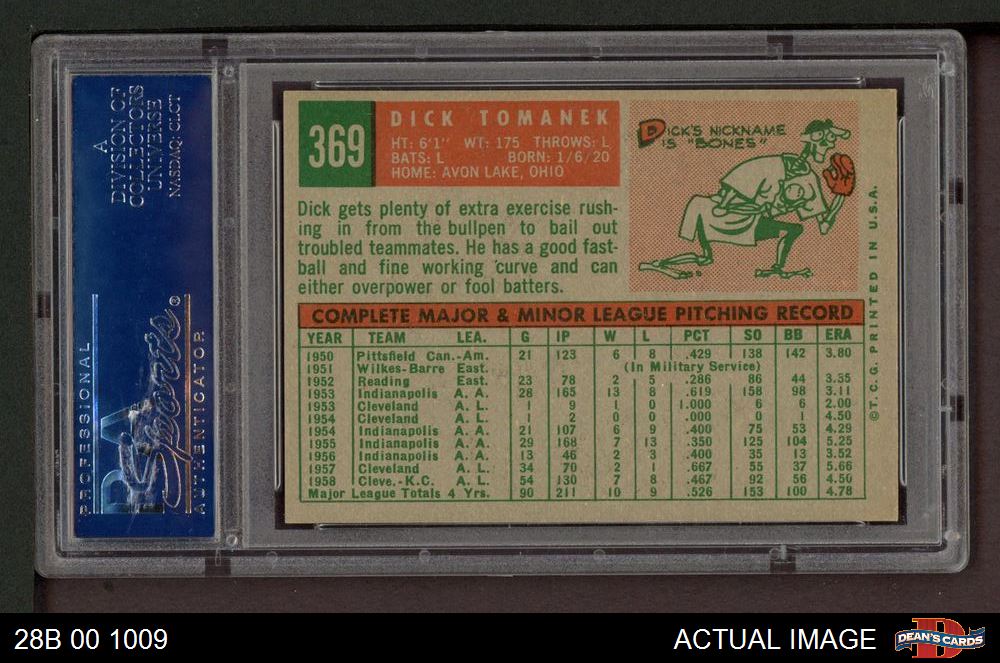 A
DIVISION OF
COLLECTORS
UNIVERSE
NASDAQ: CLCT
PROFESSIONAL
PSA
Sports
AUTHENTICATOR
®
369
DICK TOMANEK
HT: 6'1" WT: 175 THROWS: L
BATS: L BORN: 1/6/20
HOME: AVON LAKE, OHIO
DICK'S NICKNAME
IS "BONES"
Dick gets plenty of extra exercise rush-
ing in from the bullpen to bail out
troubled teammates. He has a good fast-
ball and fine working curve and can
either overpower or fool batters.
COMPLETE MAJOR & MINOR LEAGUE PITCHING RECORD
YEAR TEAM LEA. G IP W L PCT SO BB ERA
1950 Pittsfield Can.-Am. 21 123 6 8 .429 138 142 3.80
1951 Wilkes-Barre East. (In Military Service)
1952 Reading East. 23 78 2 5 .286 86 44 3.55
1953 Indianapolis A. A. 28 165 13 8 .619 158 98 3.11
1953 Cleveland A. L. 1 9 1 0 1.000 6 6 2.00
1954 Cleveland A. L. 1 2 0 0 .000 0 1 4.50
1954 Indianapolis A. A. 21 107 6 9 .400 75 53 4.29
1955 Indianapolis A. A. 29 168 7 13 .350 125 104 5.25
1956 Indianapolis A. A. 13 46 2 3 .400 35 13 3.52
1957 Cleveland A. L. 34 70 2 1 .667 55 37 5.66
1958 Cleve.-K.C. A. L. 54 130 7 8 .467 92 56 4.50
Major League Totals 4 Yrs. 90 211 10 9 .526 153 100 4.78
©T.C.G. PRINTED IN U.S.A.
28B 00 1009
ACTUAL IMAGE
D
DEAN'S CARDS